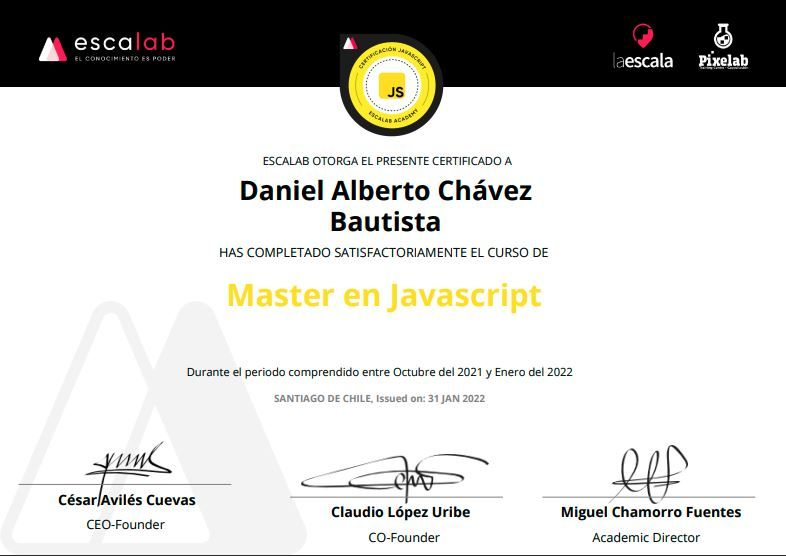 escalab
EL CONOCIMIENTO ES PODER
laescala
Pixelab
CERTIFICACIÓN JAVASCRIPT
JS
ESCALAB ACADEMY
ESCALAB OTORGA EL PRESENTE CERTIFICADO A
Daniel Alberto Chávez
Bautista
HAS COMPLETADO SATISFACTORIAMENTE EL CURSO DE
Master en Javascript
Durante el periodo comprendido entre Octubre del 2021 y Enero del 2022
SANTIAGO DE CHILE, Issued on: 31 JAN 2022
César Avilés Cuevas
CEO-Founder
Claudio López Uribe
CO-Founder
Miguel Chamorro Fuentes
Academic Director